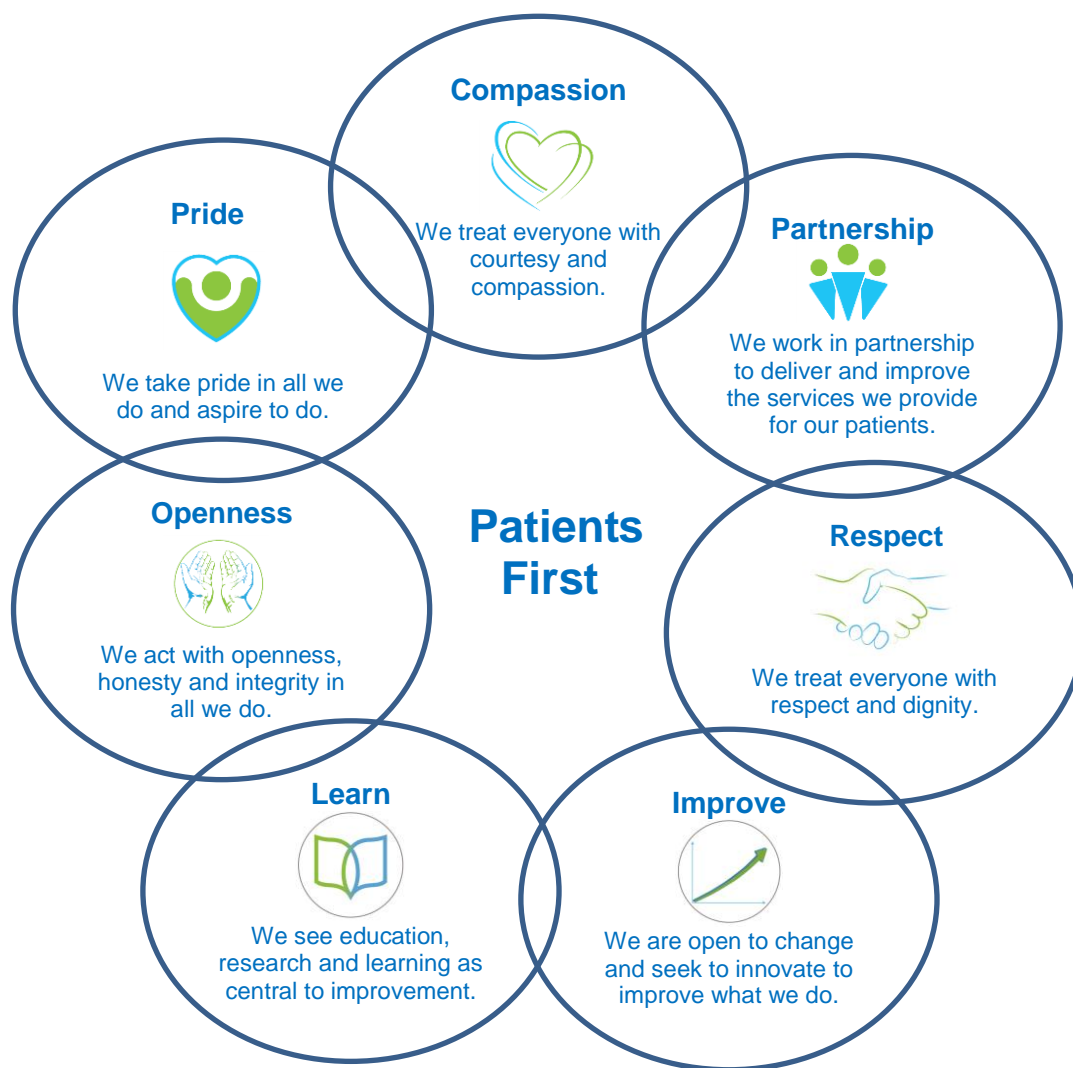 Compassion
We treat everyone with
courtesy and
compassion.
Partnership
We work in partnership
to deliver and improve
the services we provide
for our patients.
Respect
We treat everyone with
respect and dignity.
Improve
We are open to change
and seek to innovate to
improve what we do.
Learn
We see education,
research and learning as
central to improvement.
Openness
We act with openness,
honesty and integrity in
all we do.
Pride
We take pride in all we
do and aspire to do.
Patients
First